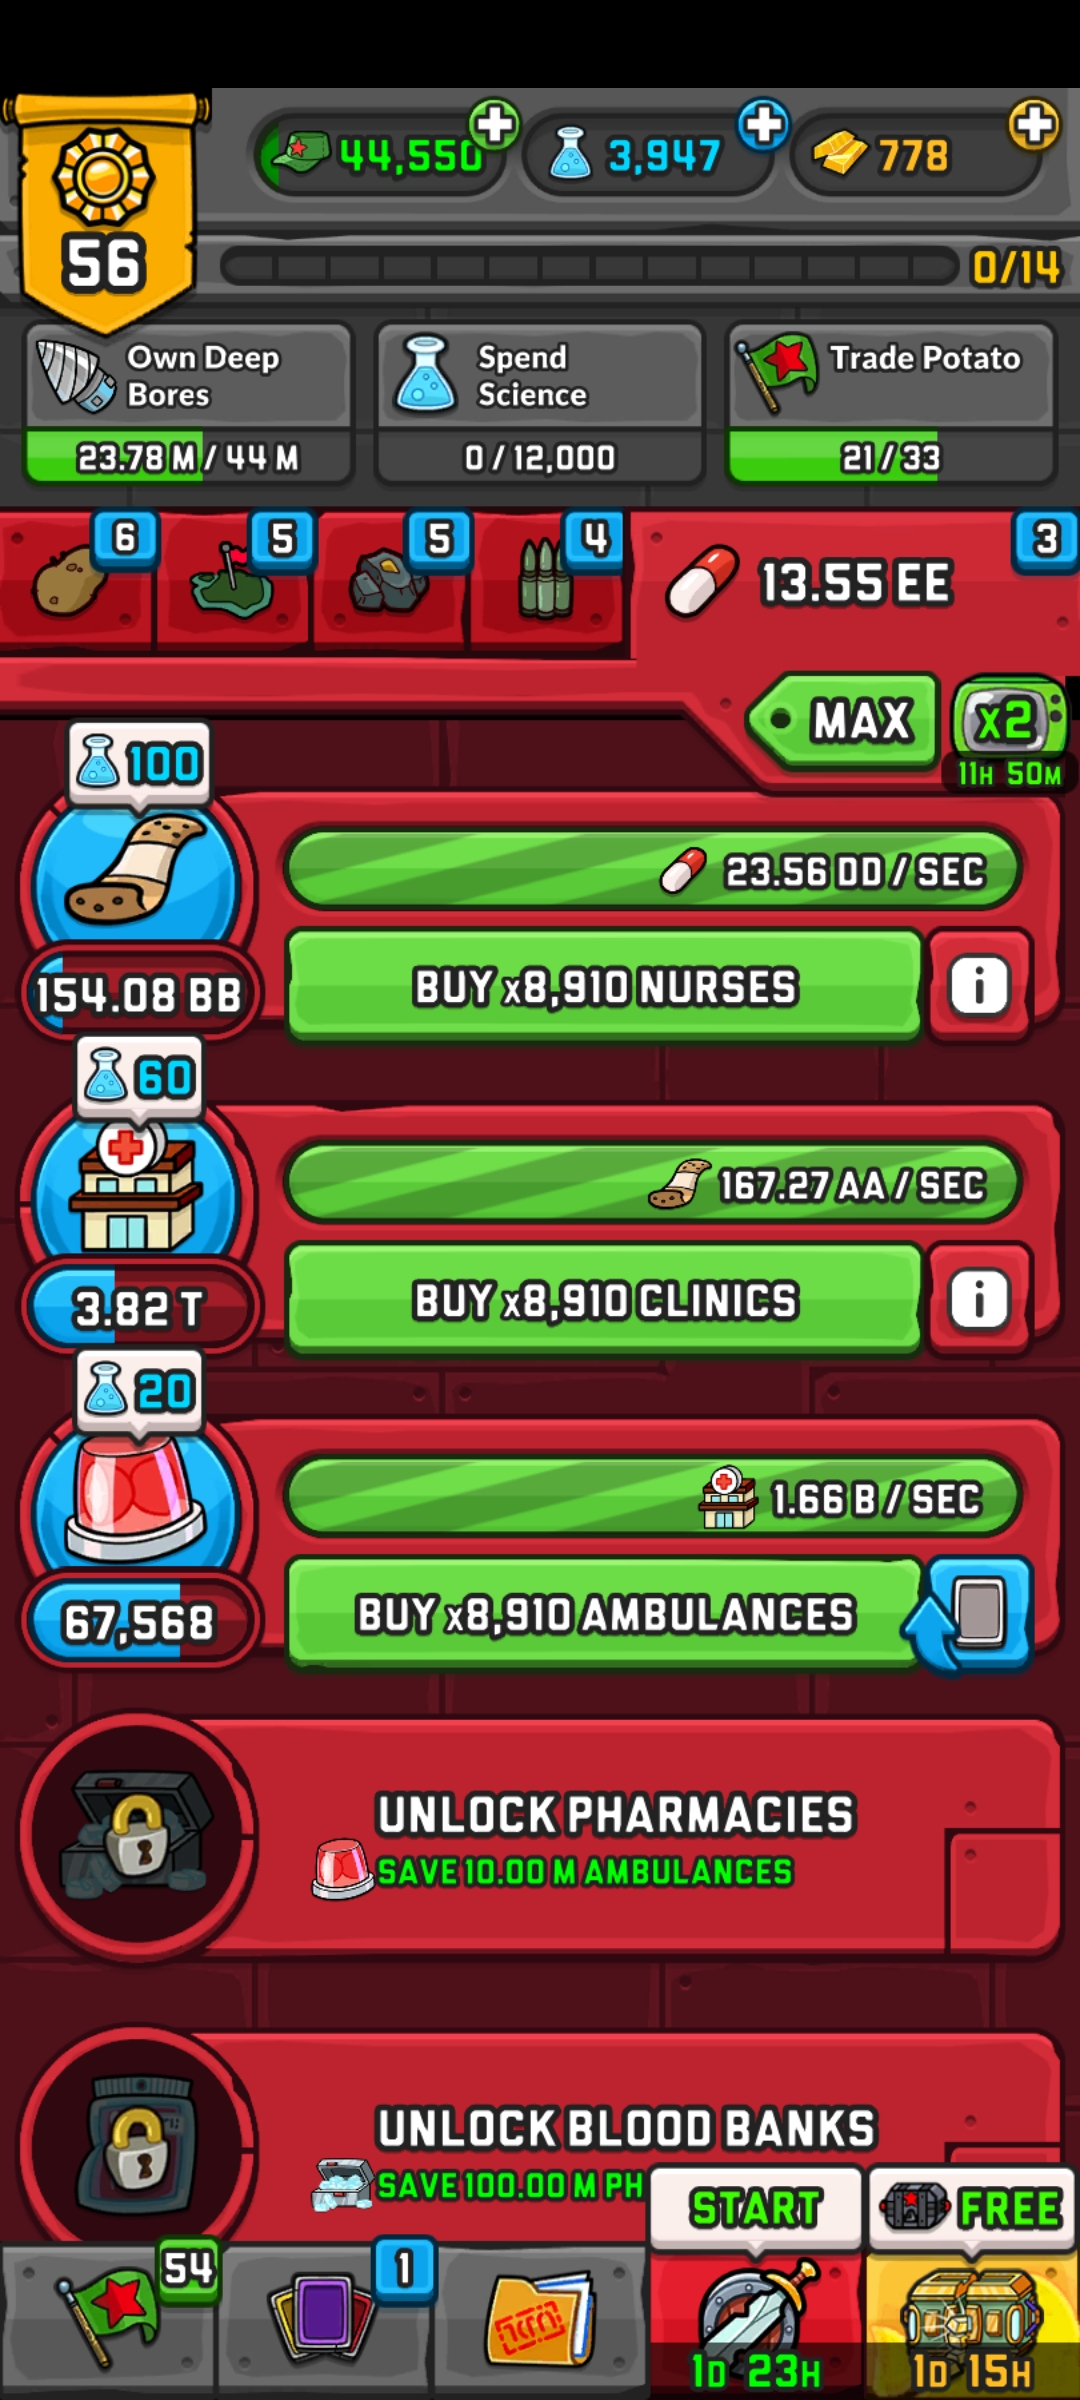 44,550
3,947
778
56
0/14
Own Deep
Bores
Spend
Science
Trade Potato
23.78 M / 44 M
0 / 12,000
21 / 33
6
5
5
4
3
13.55 EE
MAX
x2
11H 50M
100
23.56 DD / SEC
154.08 BB
BUY x8,910 NURSES
i
60
167.27 AA / SEC
3.82 T
BUY x8,910 CLINICS
i
20
1.66 B / SEC
67,568
BUY x8,910 AMBULANCES
UNLOCK PHARMACIES
SAVE 10.00 M AMBULANCES
UNLOCK BLOOD BANKS
SAVE 100.00 M PH
START
FREE
54
1
1D 23H
1D 15H